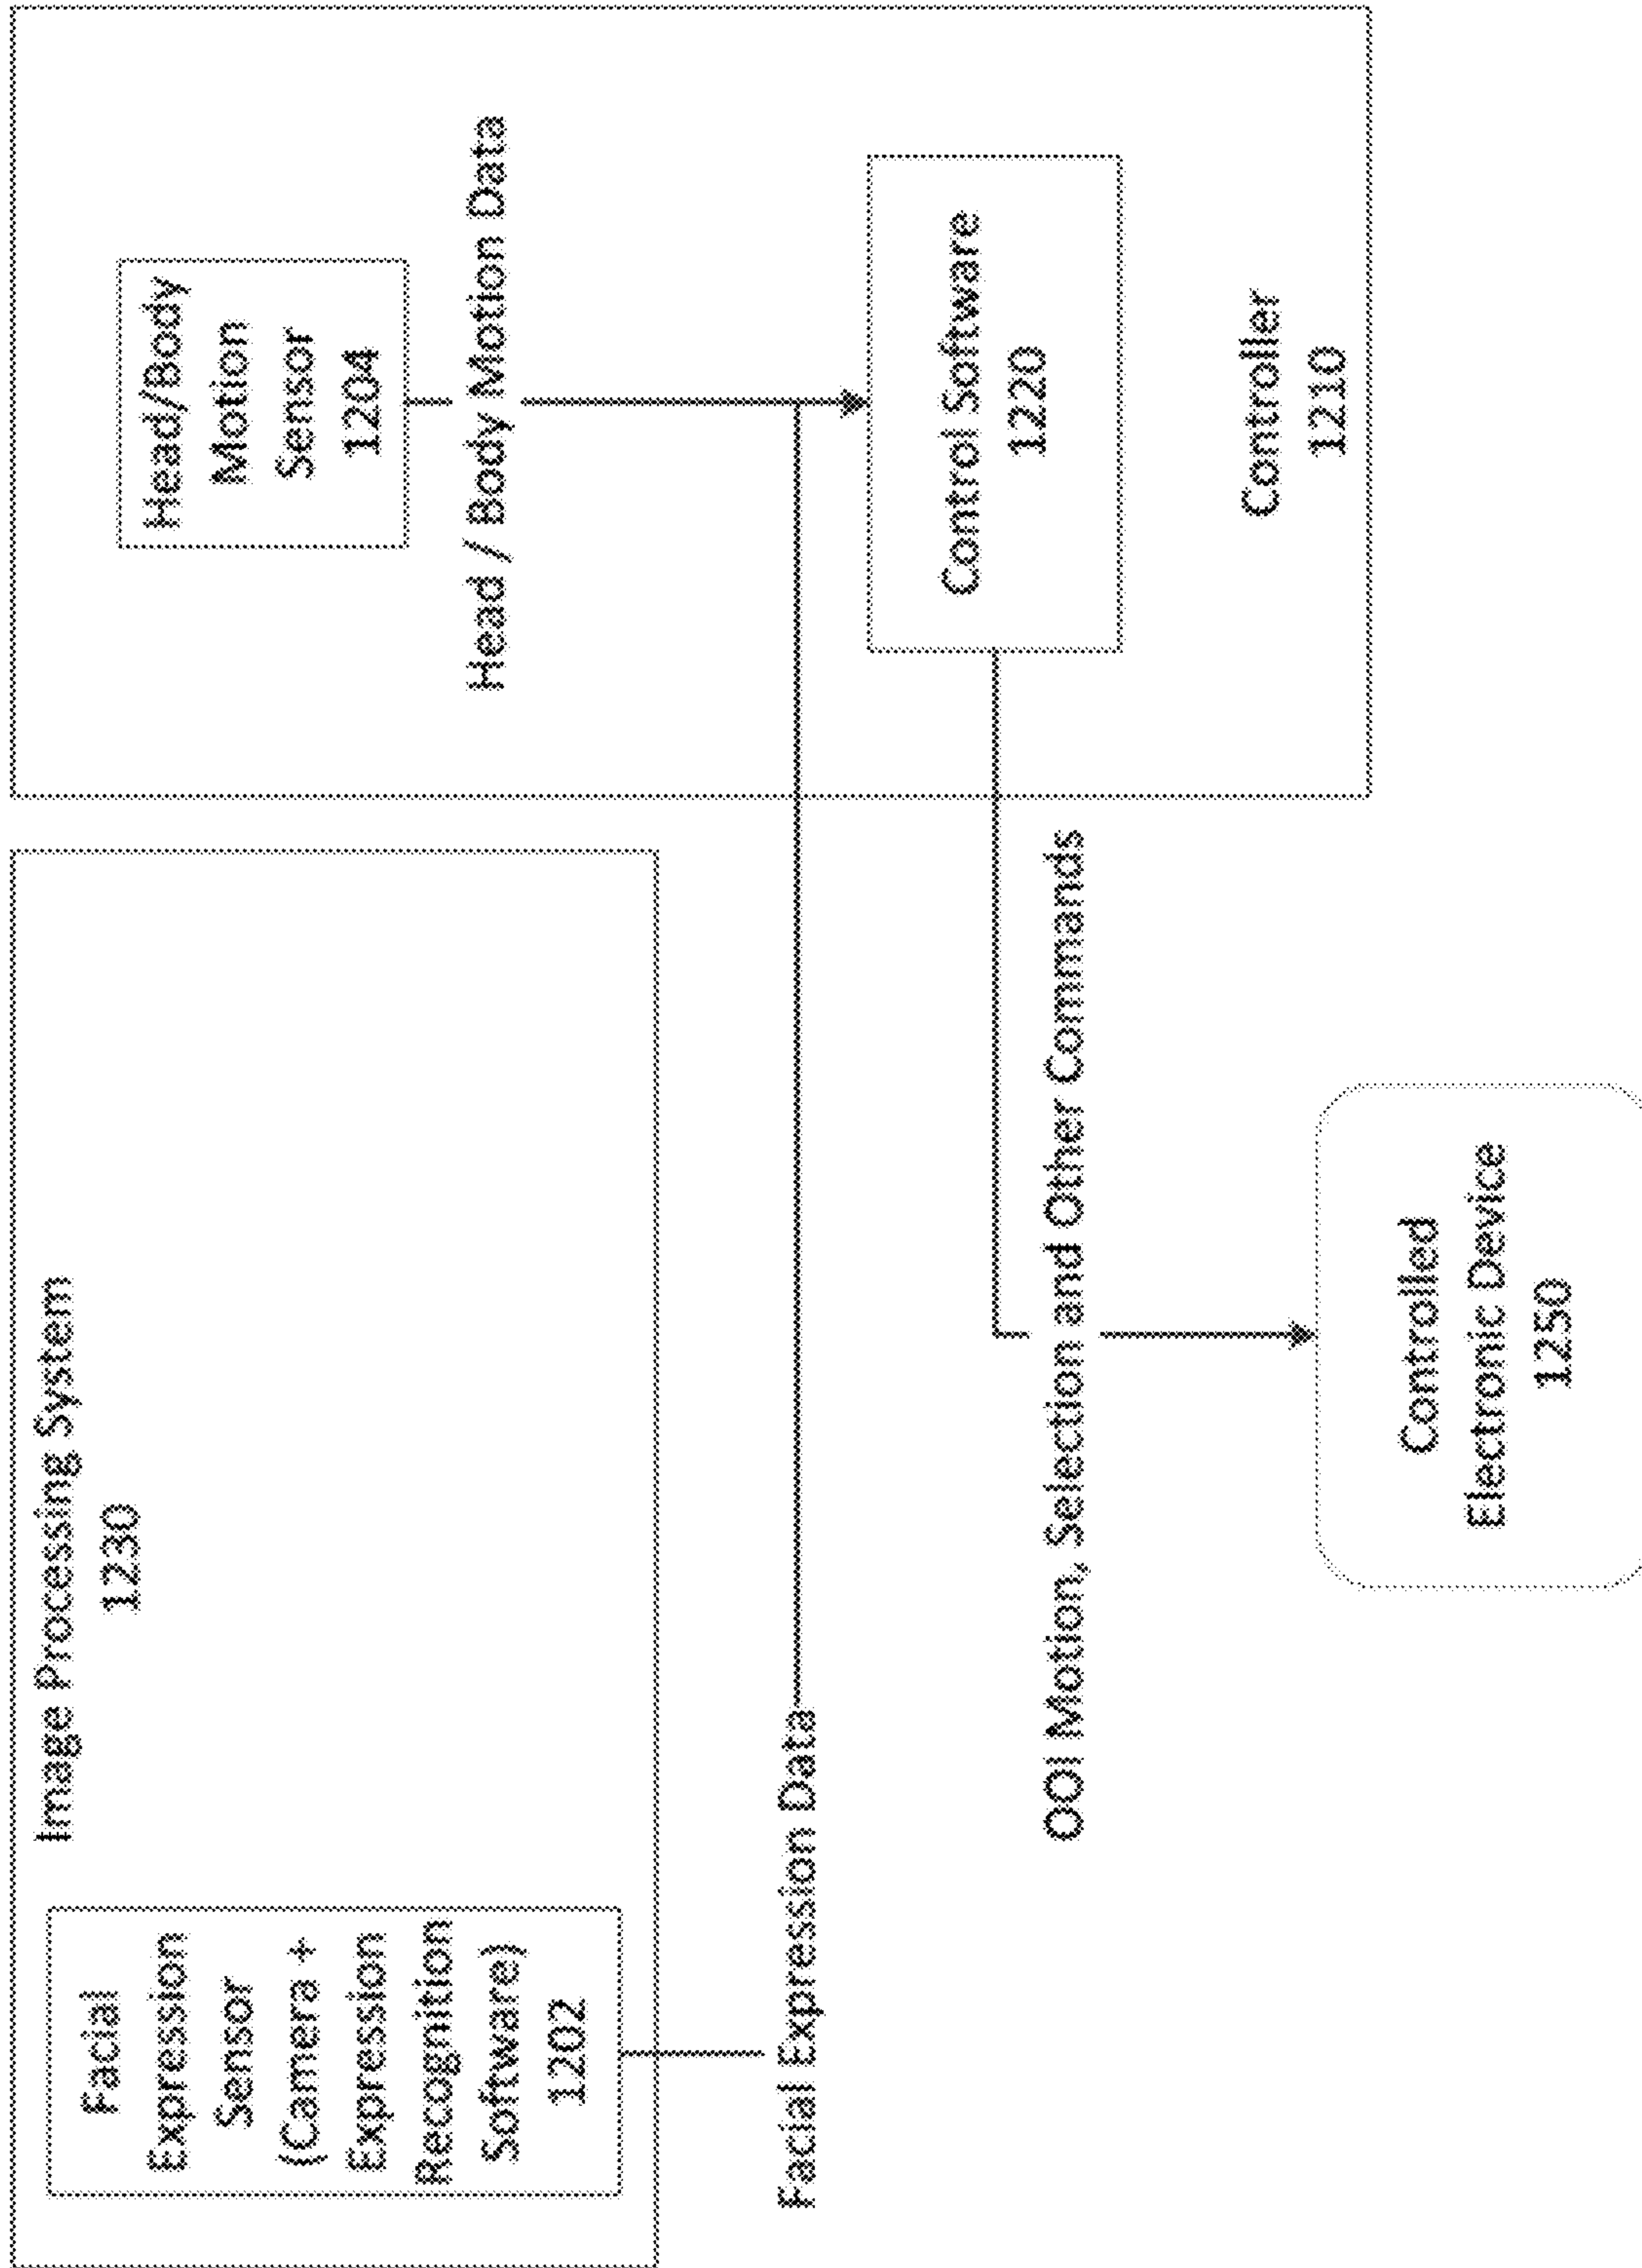 Image Processing System
1230
Facial
Expression
Sensor
(Camera +
Expression
Recognition
Software)
1202
Head/Body
Motion
Sensor
1204
Head / Body Motion Data
Facial Expression Data
Control Software
1220
OOI Motion, Selection and Other Commands
Controller
1210
Controlled
Electronic Device
1250